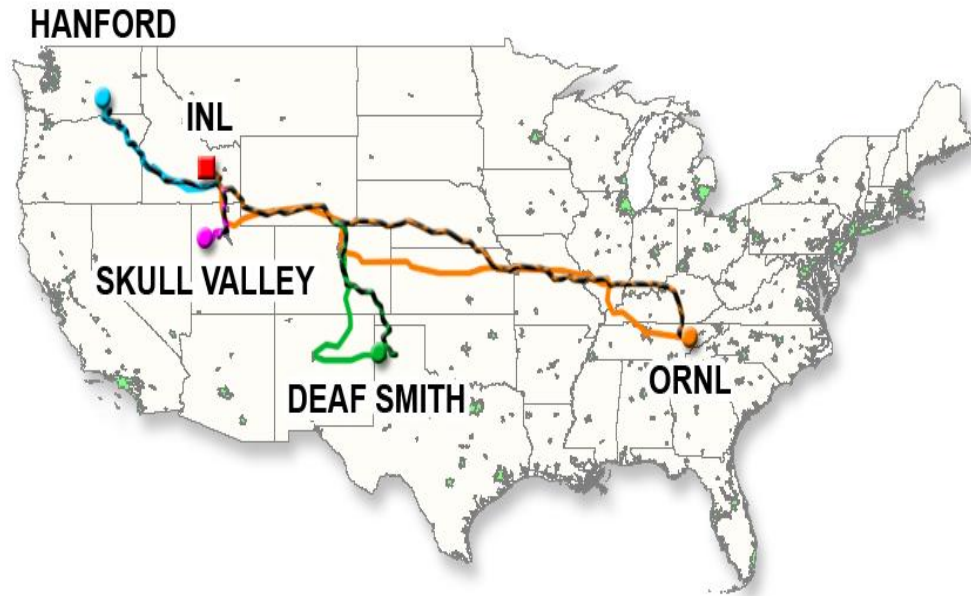 HANFORD
INL
SKULL VALLEY
DEAF SMITH
ORNL